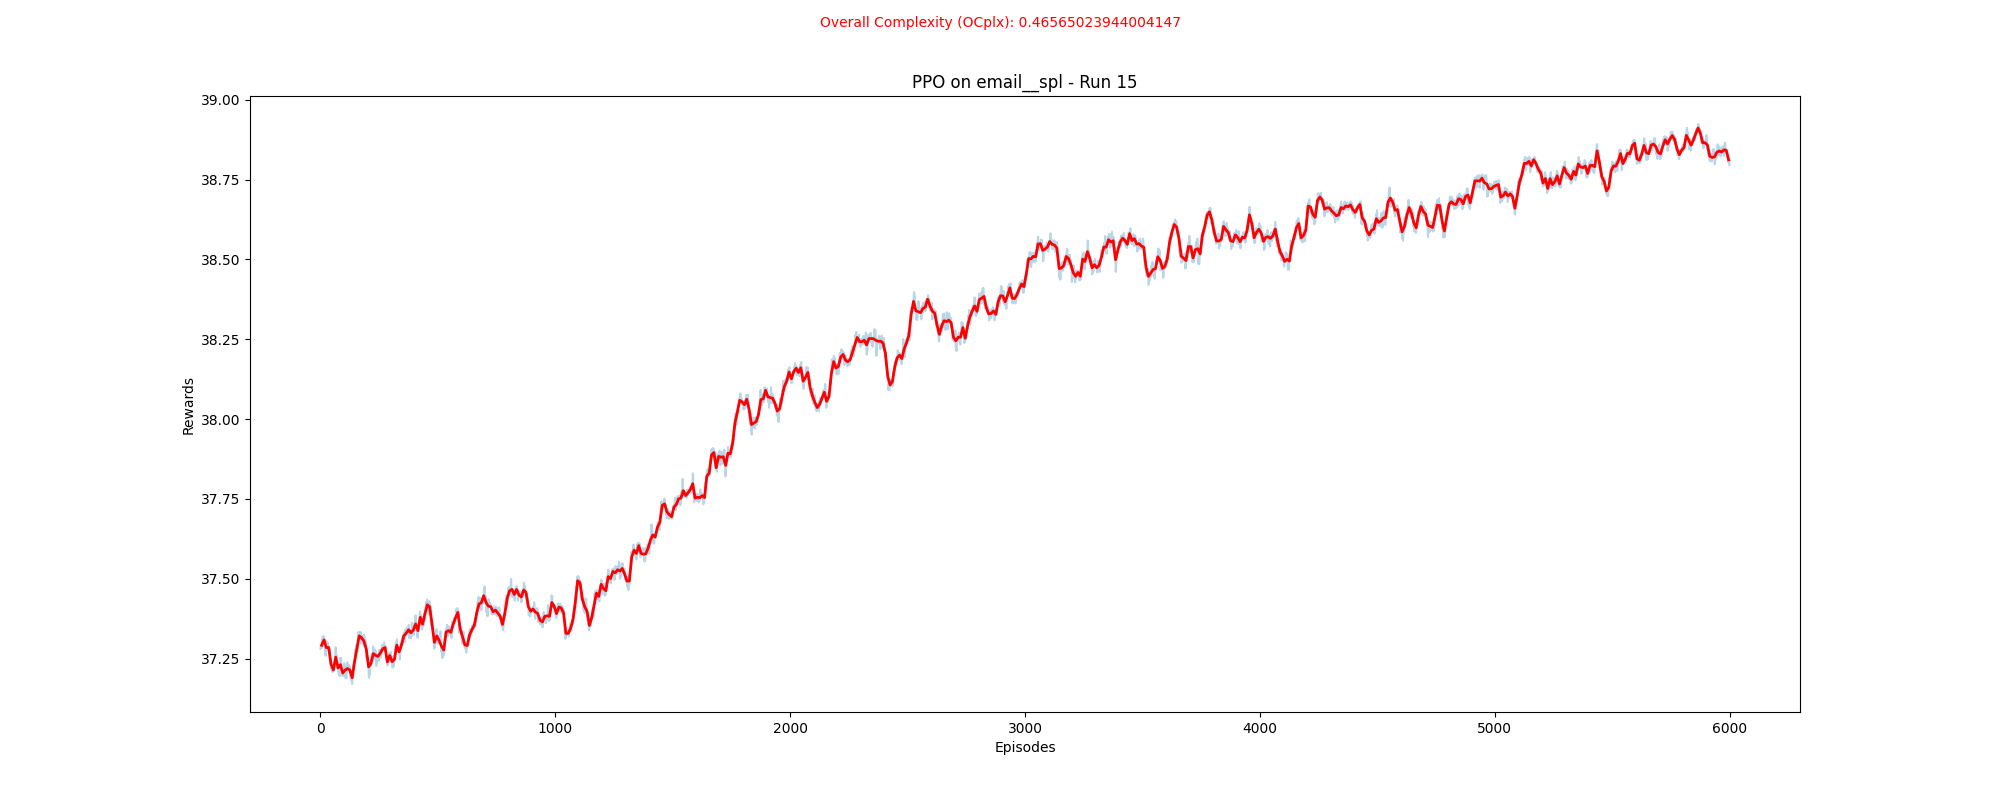 Overall Complexity (OCplx): 0.46565023944004147
PPO on email__spl - Run 15
39.00
38.75
38.50
38.25
38.00
37.75
37.50
37.25
Rewards
0 1000 2000 3000 4000 5000 6000
Episodes